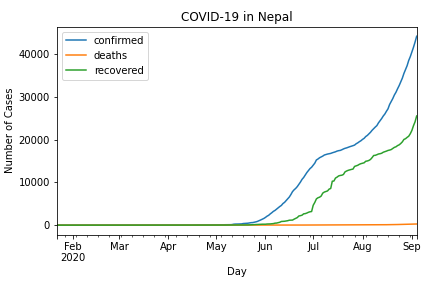 COVID-19 in Nepal
confirmed
deaths
recovered
Number of Cases
40000
30000
20000
10000
0
Feb Mar Apr May Jun Jul Aug Sep
2020
Day